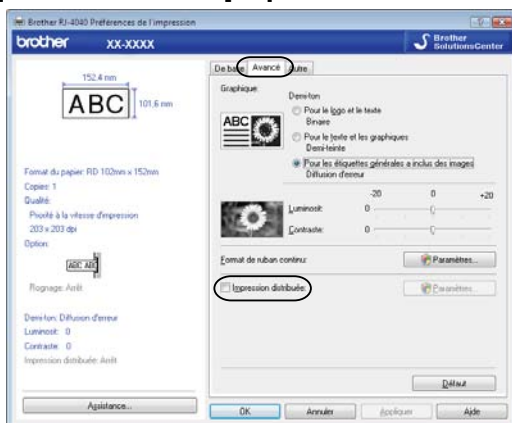 Brother RJ-4040 Préférences de l'impression
brother XX-XXXX
Brother
SolutionsCenter
152.4 mm
ABC
101,6 mm
Format du papier: RD 102mm x 152mm
Copies: 1
Qualité:
Priorité à la vitesse d'impression
203 x 203 dpi
Option:
ABC ABC
Rognage: Arrêt
Demi-ton: Diffusion d'erreur
Luminosit: 0
Contraste: 0
Impression distribuée: Arrêt
Assistance...
De base Avancé Autre
Graphique:
ABC
Demi-ton
Pour le logo et le texte
Binaire
Pour le texte et les graphiques
Demi-teinte
Pour les étiquettes générales a inclus des images
Diffusion d'erreur
-20 0 +20
Luminosit: 0
Contraste: 0
Format de ruban continu: Paramètres...
Impression distribuée: Paramètres...
Défaut
OK Annuler Appliquer Aide